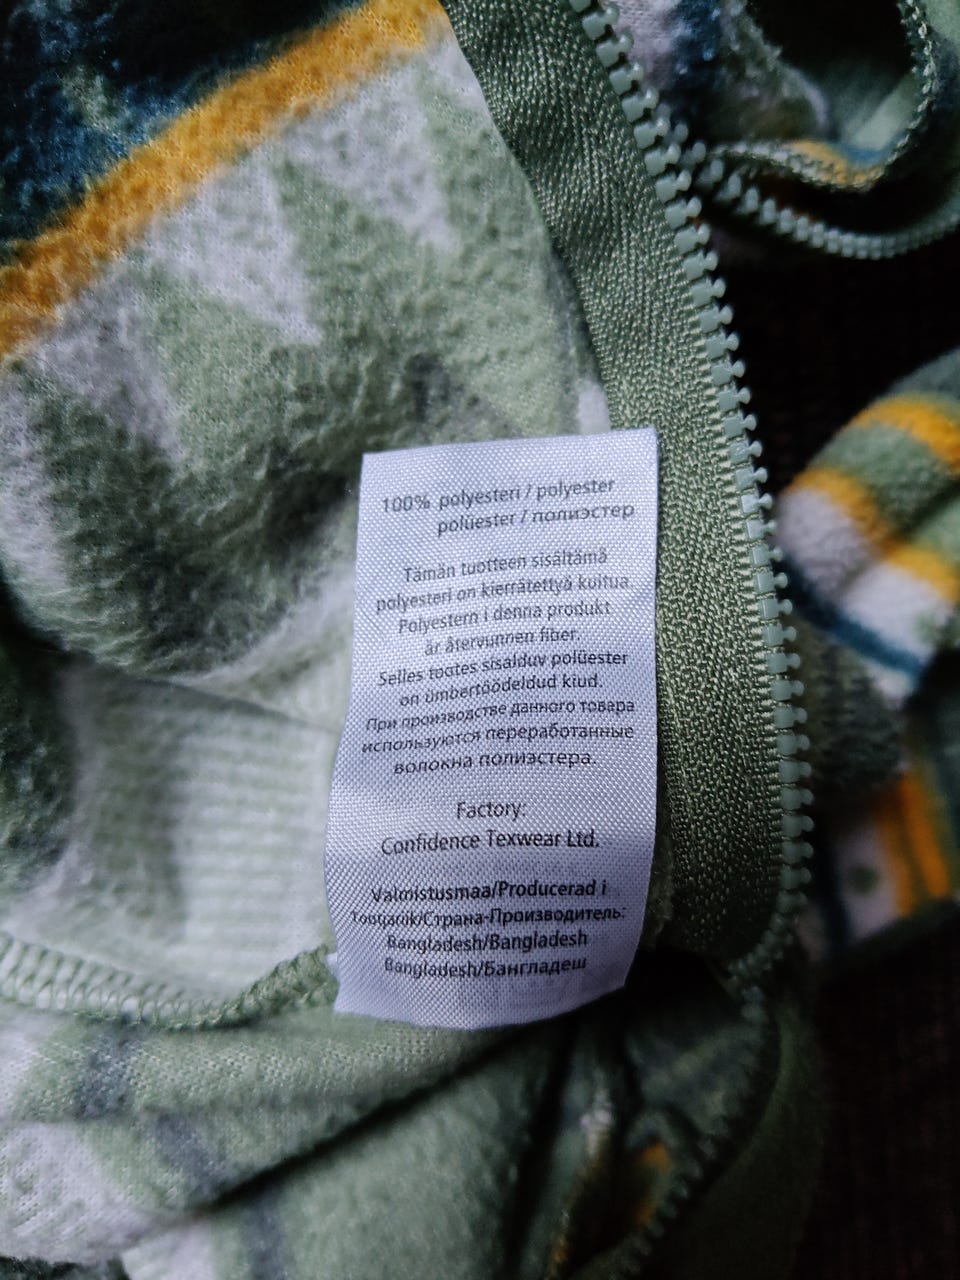 100% polyesteri / polyester
polüester / полиэстер
Tämän tuotteen sisältämä
polyesteri on kierrätettyä kuitua.
Polyestern i denna produkt
är återvunnen fiber.
Selles tootes sisalduv polüester
on ümbertöödeldud kiud.
При производстве данного товара
используются переработанные
волокна полиэстера.
Factory:
Confidence Texwear Ltd.
Valmistusmaa/Producerad i
Tootjariik/Страна-Производитель:
Bangladesh/Bangladesh
Bangladesh/Бангладеш